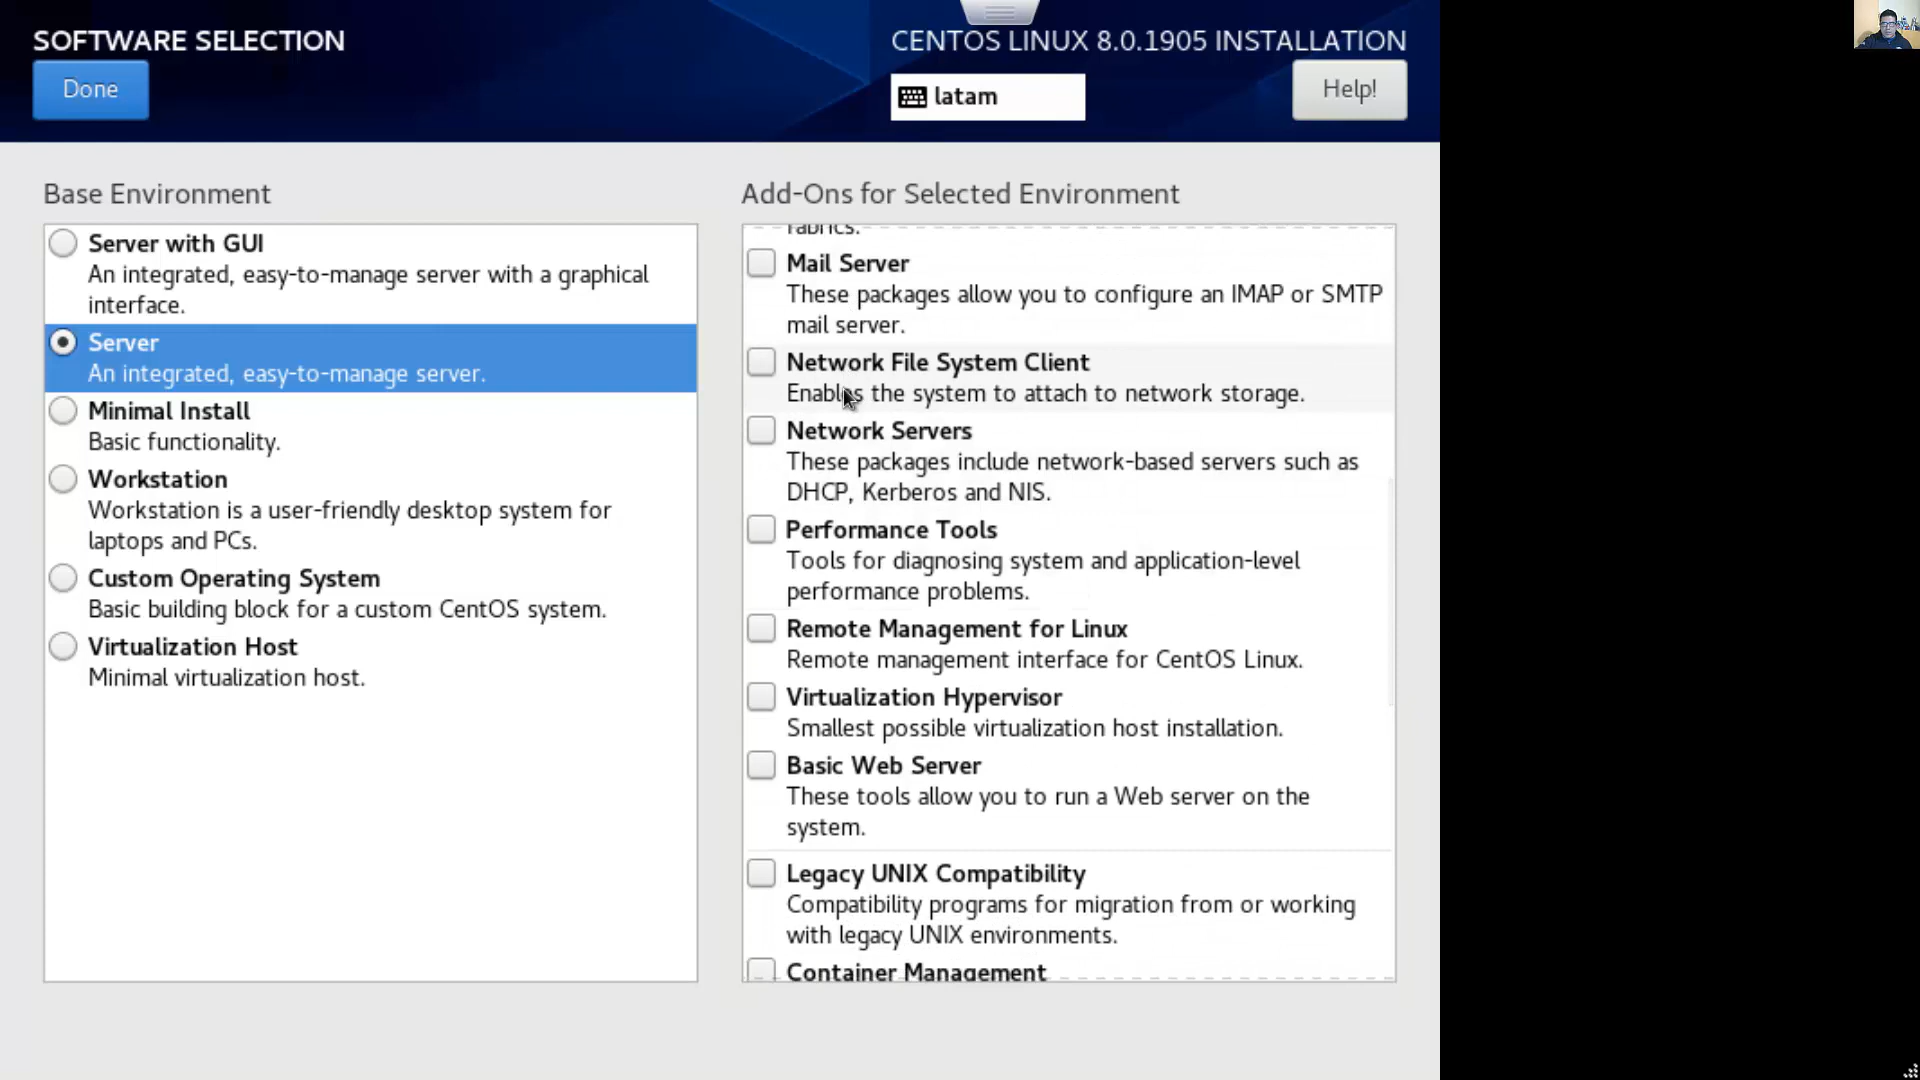 SOFTWARE SELECTION
CENTOS LINUX 8.0.1905 INSTALLATION
Done
latam
Help!
Base Environment
Server with GUI
An integrated, easy-to-manage server with a graphical
interface.
Server
An integrated, easy-to-manage server.
Minimal Install
Basic functionality.
Workstation
Workstation is a user-friendly desktop system for
laptops and PCs.
Custom Operating System
Basic building block for a custom CentOS system.
Virtualization Host
Minimal virtualization host.
Add-Ons for Selected Environment
fabrics.
Mail Server
These packages allow you to configure an IMAP or SMTP
mail server.
Network File System Client
Enables the system to attach to network storage.
Network Servers
These packages include network-based servers such as
DHCP, Kerberos and NIS.
Performance Tools
Tools for diagnosing system and application-level
performance problems.
Remote Management for Linux
Remote management interface for CentOS Linux.
Virtualization Hypervisor
Smallest possible virtualization host installation.
Basic Web Server
These tools allow you to run a Web server on the
system.
Legacy UNIX Compatibility
Compatibility programs for migration from or working
with legacy UNIX environments.
Container Management